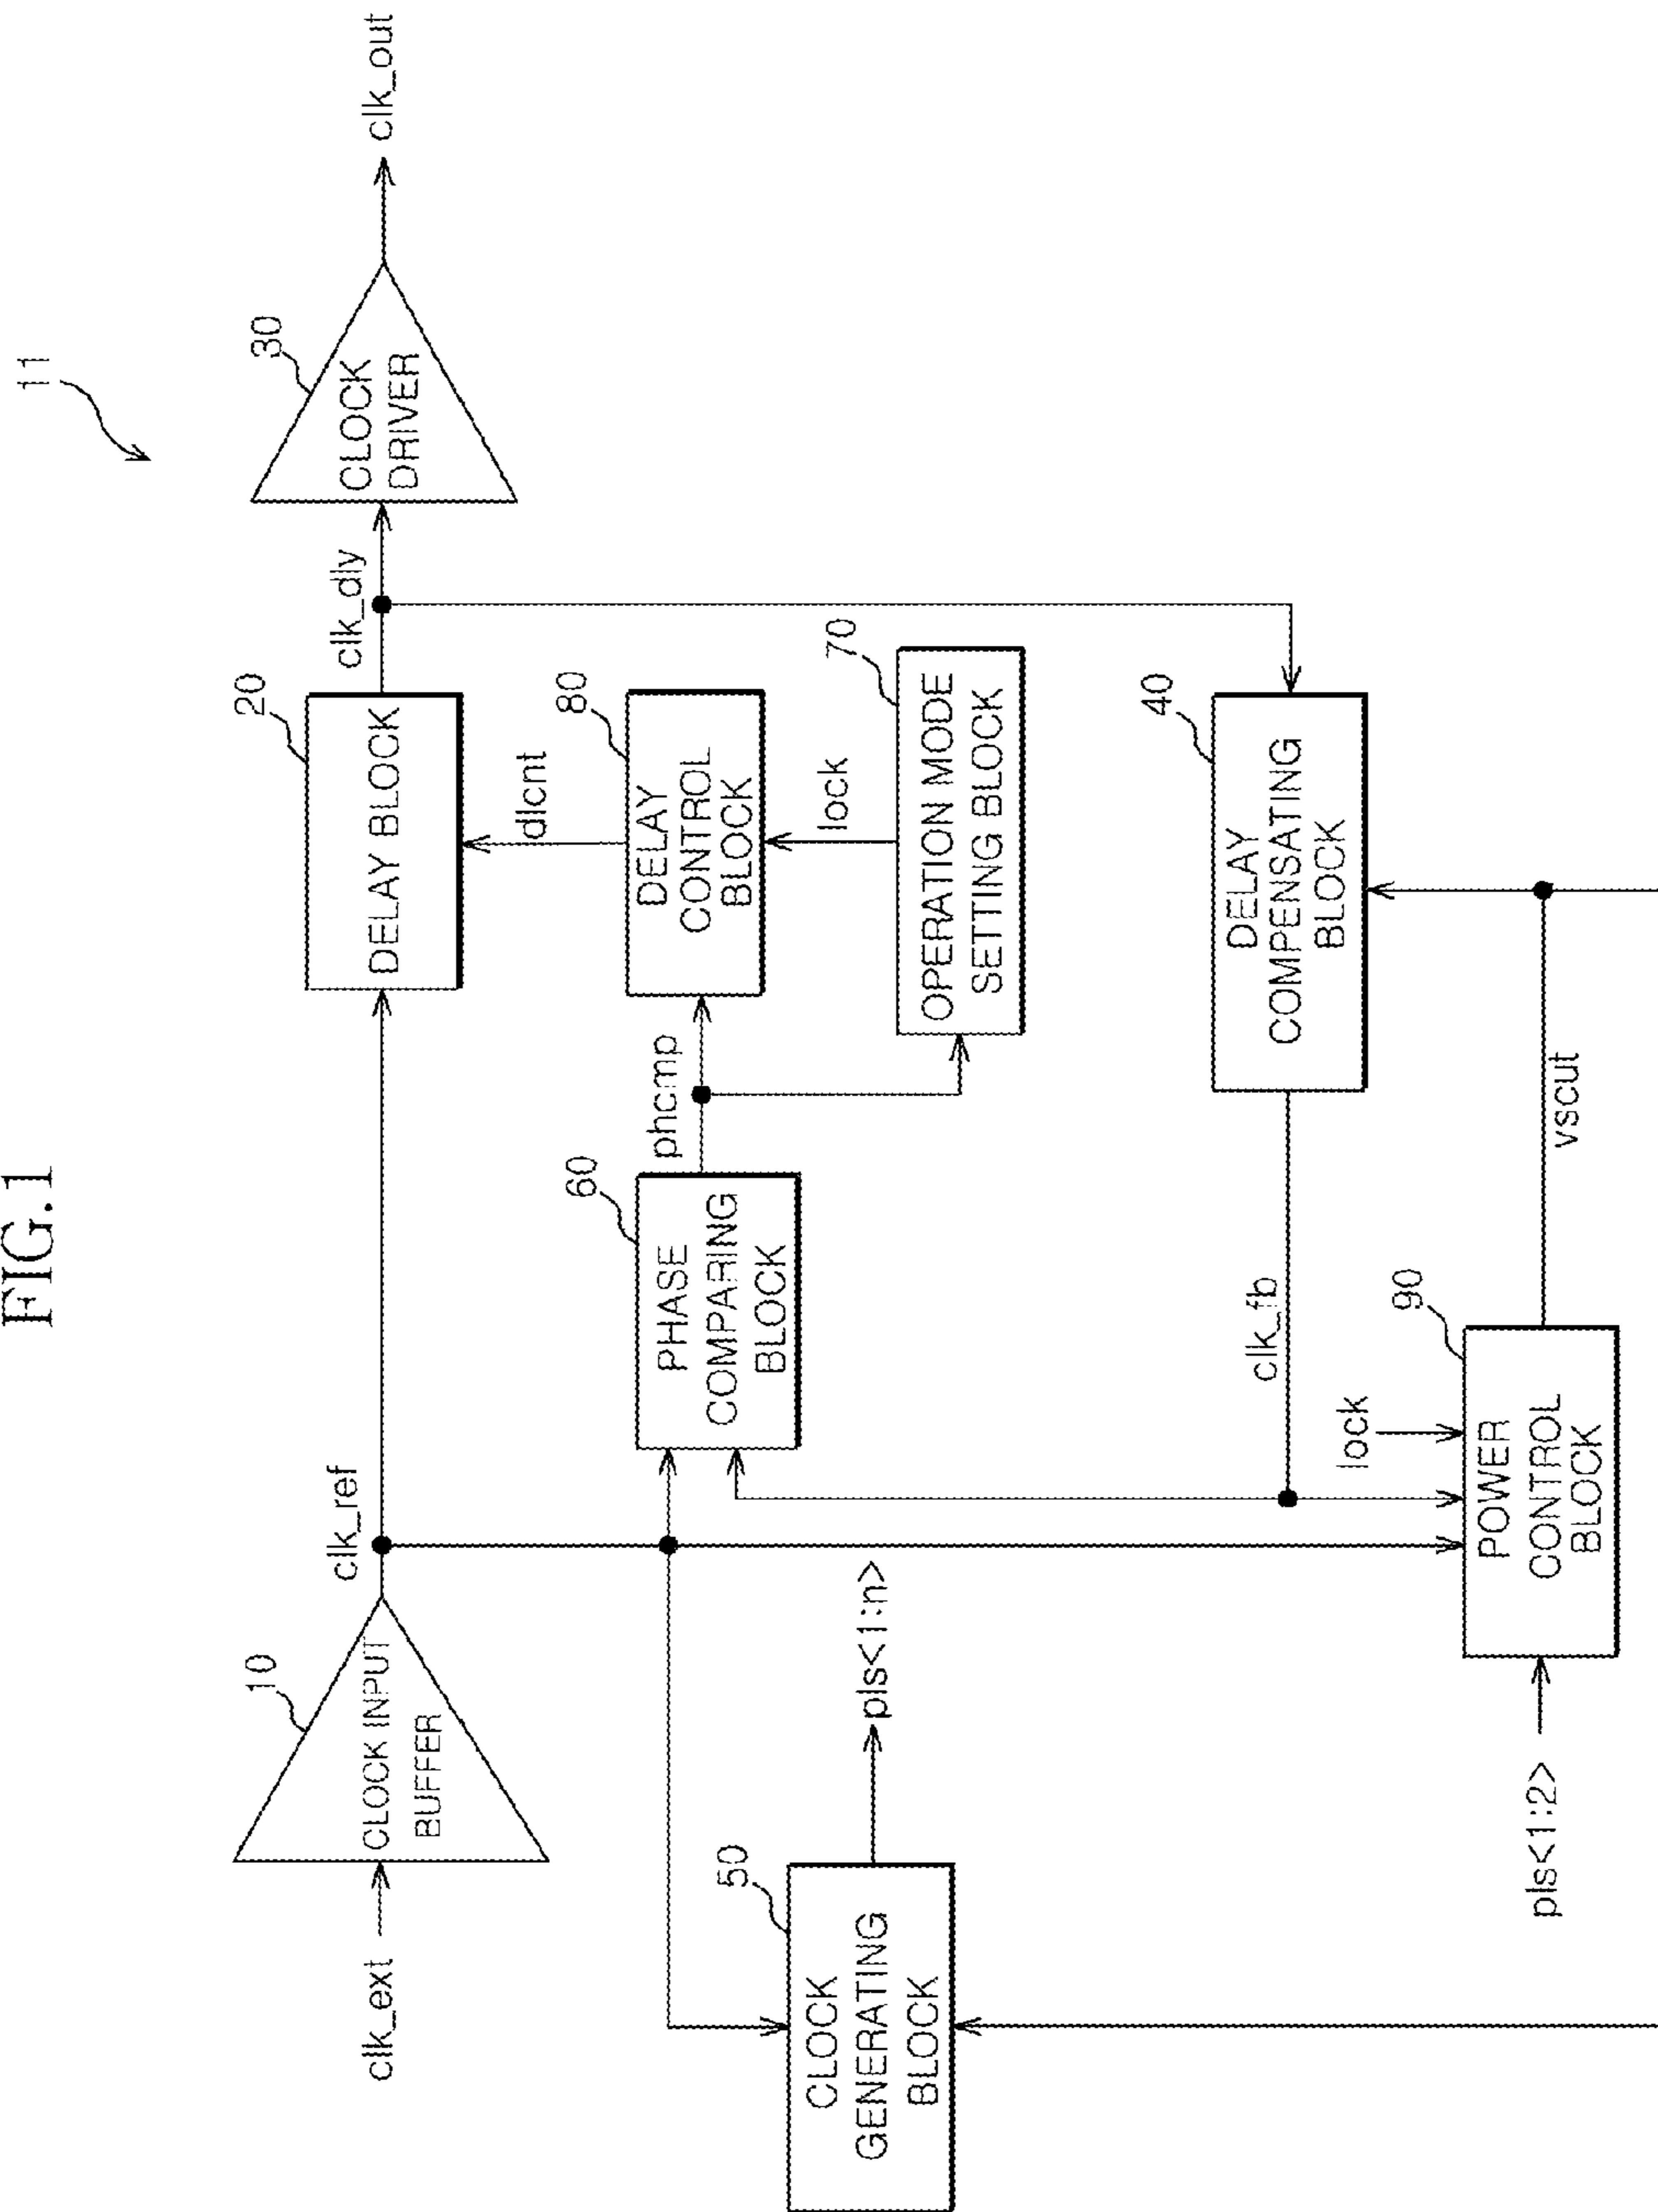 FIG.1
11
clk_ext
10
CLOCK INPUT
BUFFER
clk_ref
20
DELAY BLOCK
clk_dly
30
CLOCK
DRIVER
clk_out
dlcnt
60
PHASE
COMPARING
BLOCK
phcmp
80
DELAY
CONTROL
BLOCK
lock
70
OPERATION MODE
SETTING BLOCK
50
CLOCK
GENERATING
BLOCK
pls<1:n>
clk_fb
40
DELAY
COMPENSATING
BLOCK
lock
90
POWER
CONTROL
BLOCK
pls<1:2>
vscut